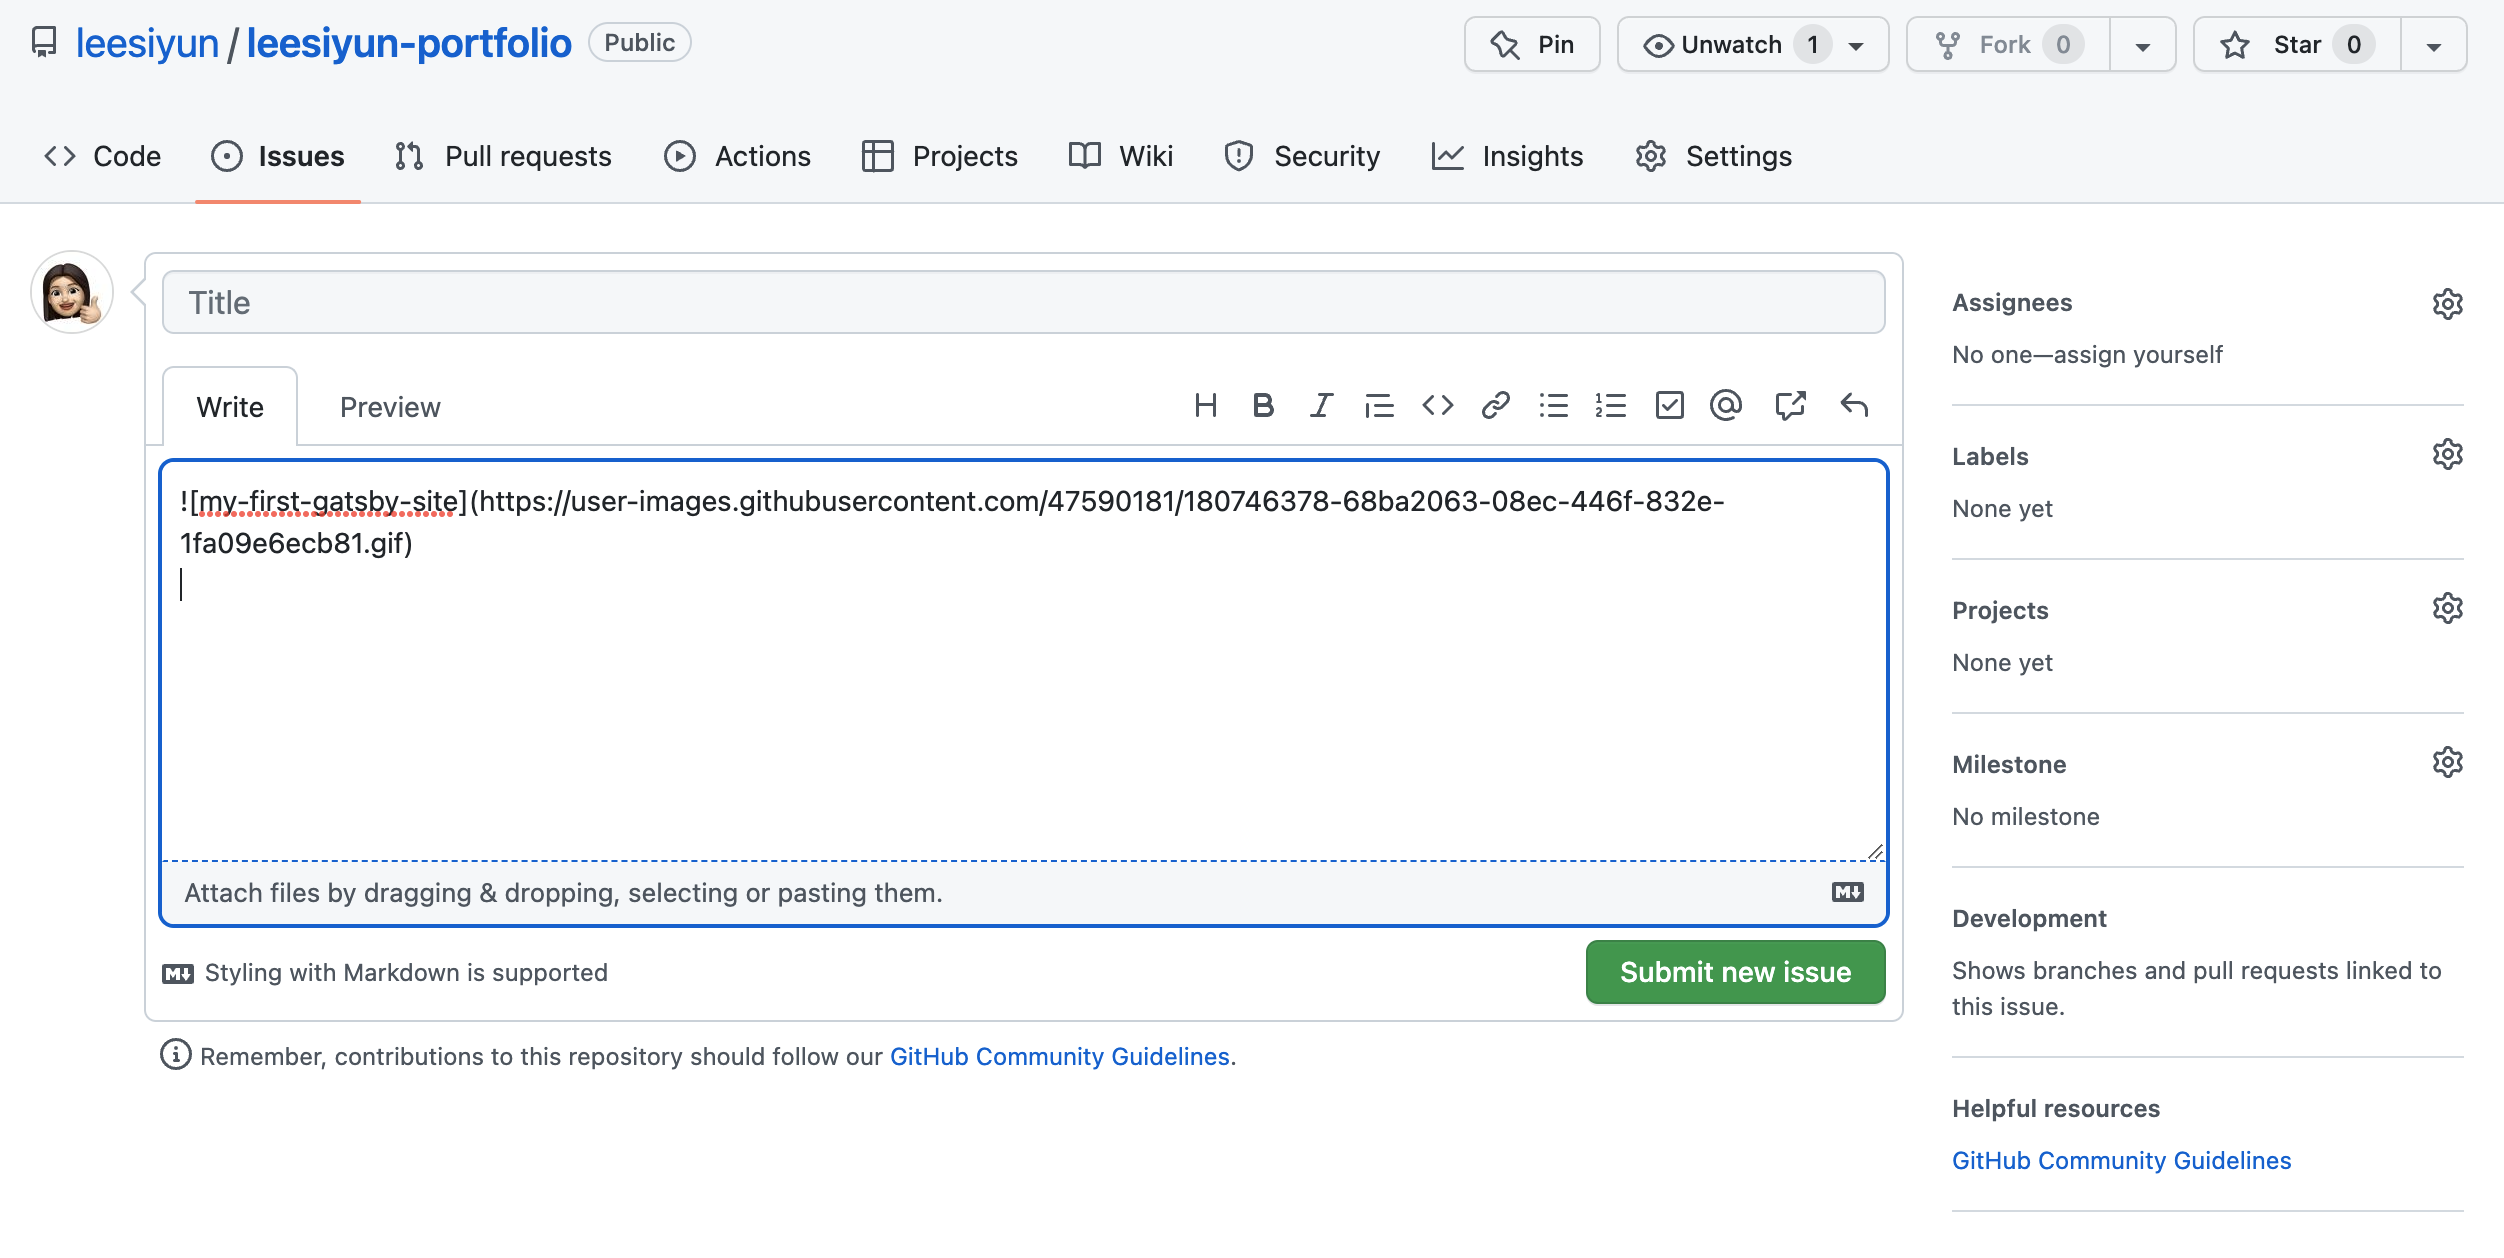 leesiyun / leesiyun-portfolio Public
Pin Unwatch 1 Fork 0 Star 0
Code Issues Pull requests Actions Projects Wiki Security Insights Settings
Title
Write Preview
![my-first-gatsby-site](https://user-images.githubusercontent.com/47590181/180746378-68ba2063-08ec-446f-832e-
1fa09e6ecb81.gif)
Attach files by dragging & dropping, selecting or pasting them.
Styling with Markdown is supported
Submit new issue
Remember, contributions to this repository should follow our GitHub Community Guidelines.
Assignees
No one—assign yourself
Labels
None yet
Projects
None yet
Milestone
No milestone
Development
Shows branches and pull requests linked to
this issue.
Helpful resources
GitHub Community Guidelines